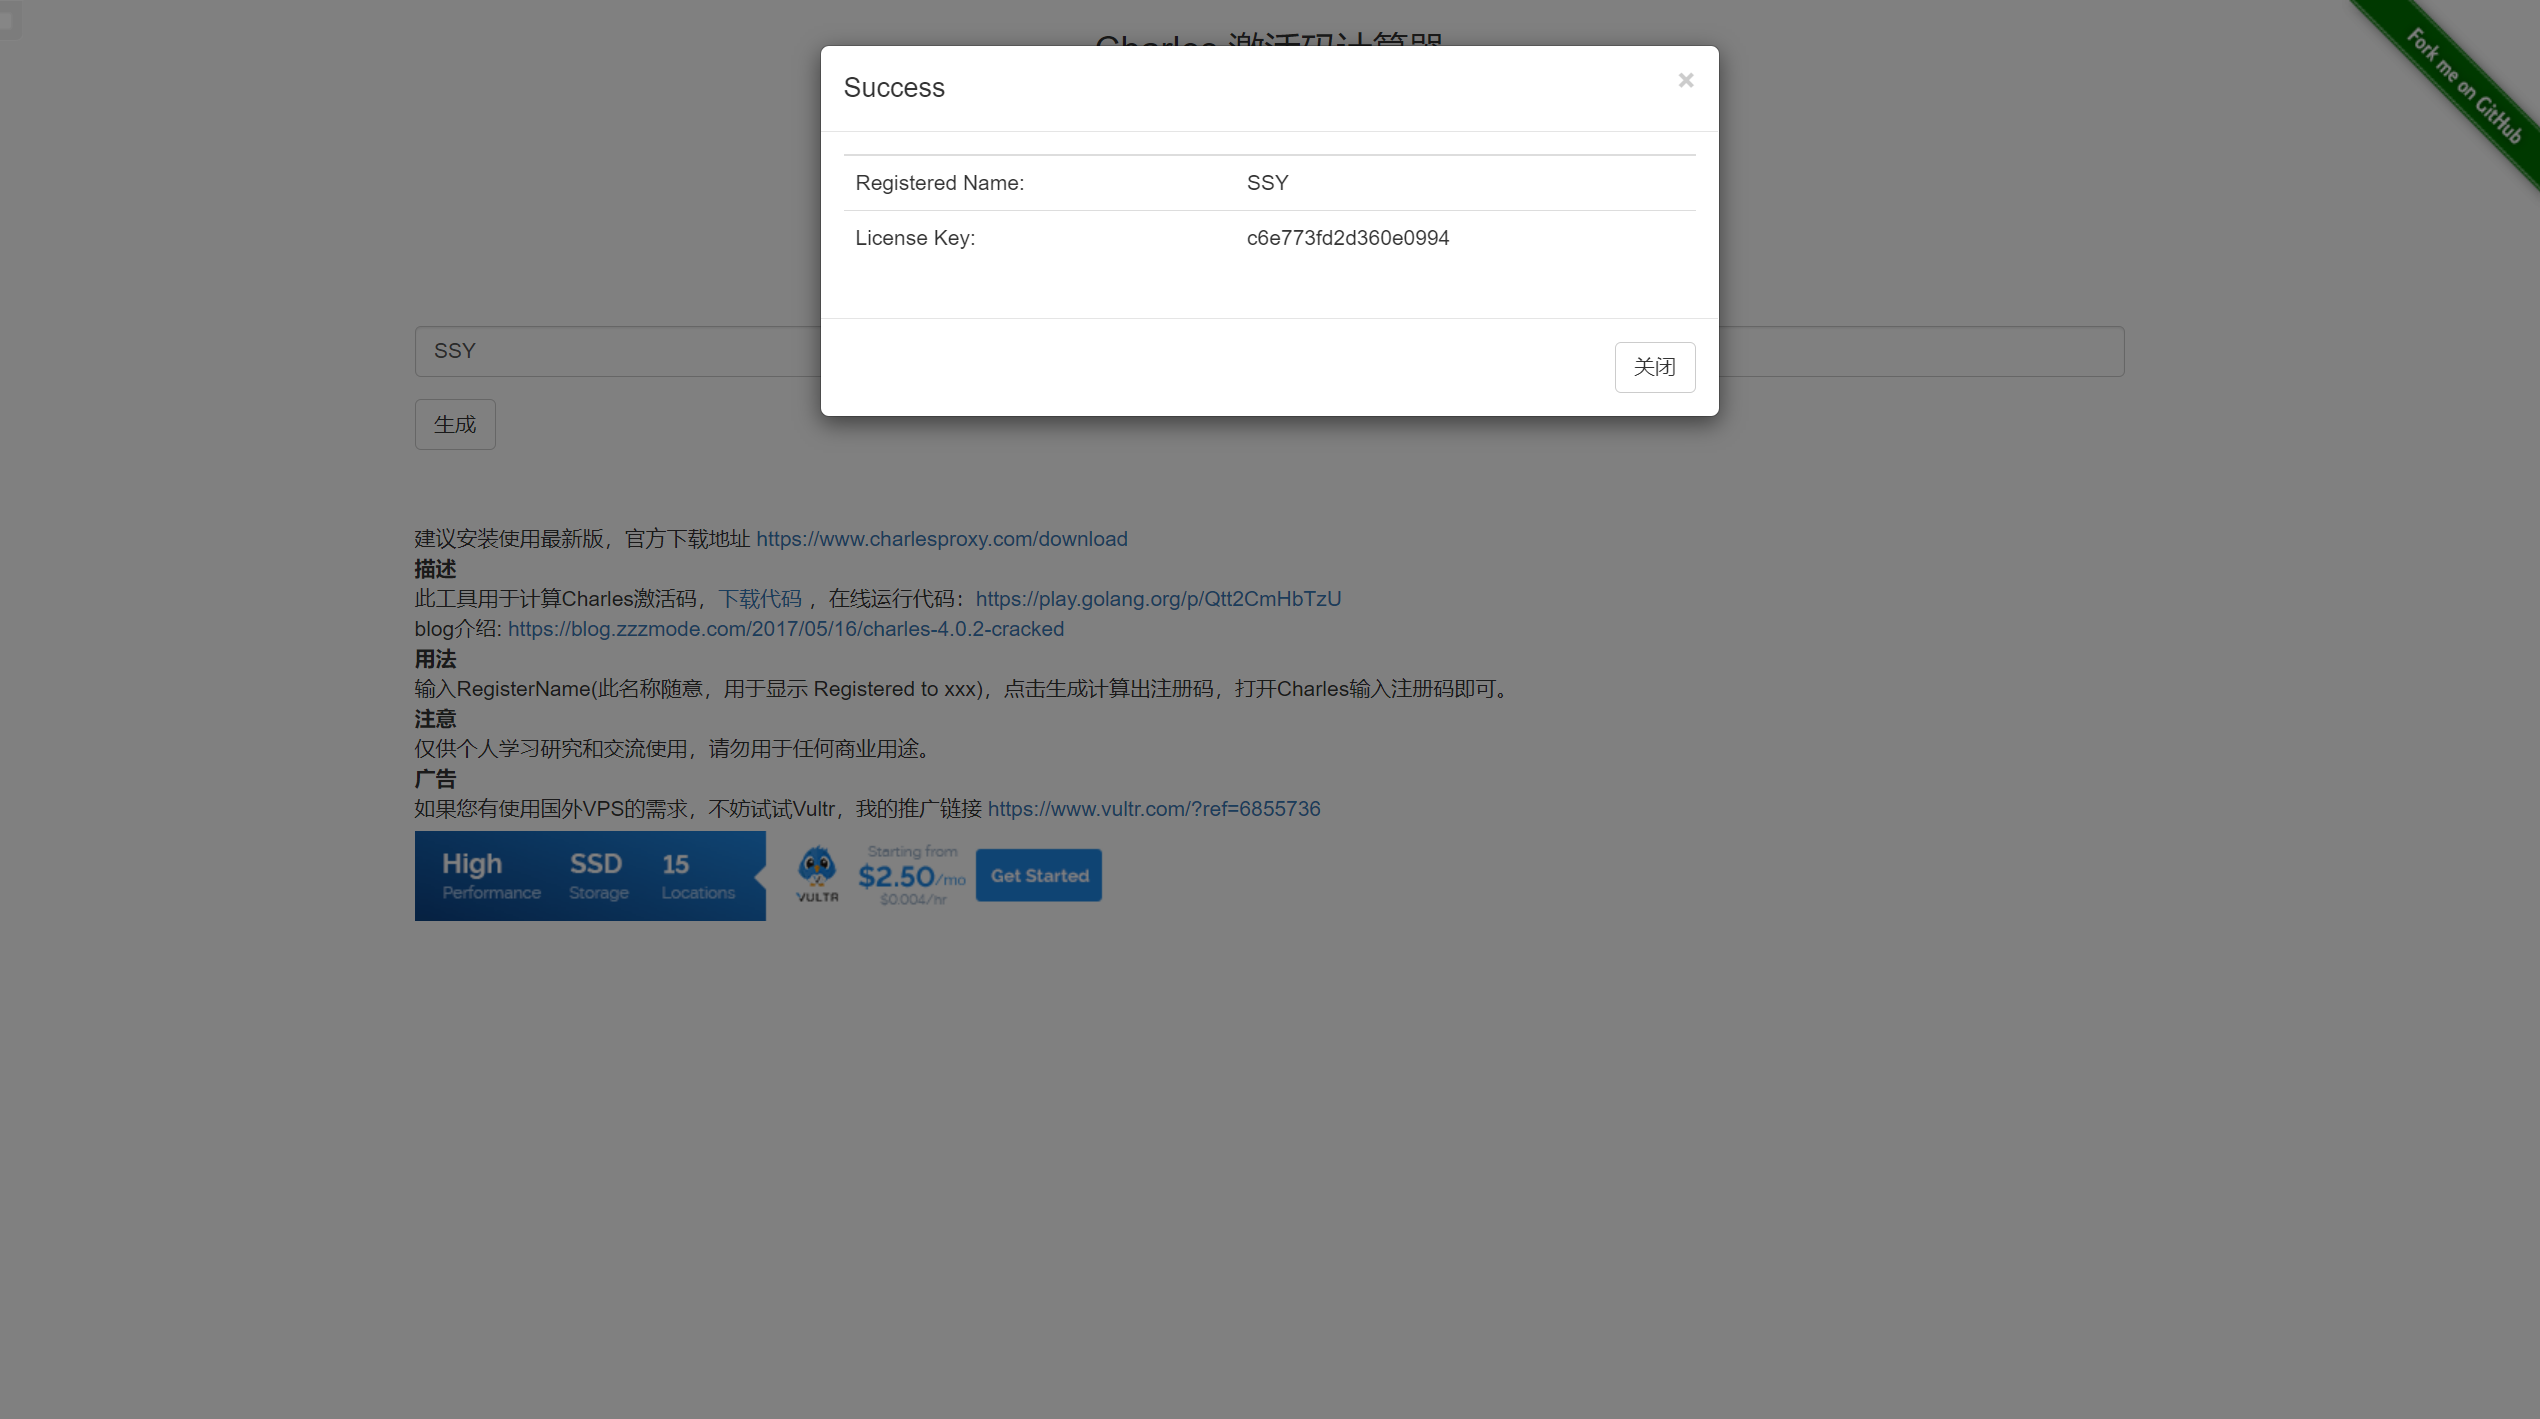 Charles 激活码计算器
Fork me on GitHub
Success
×
Registered Name: SSY
License Key: c6e773fd2d360e0994
关闭
SSY
生成
建议安装使用最新版，官方下载地址 https://www.charlesproxy.com/download
描述
此工具用于计算Charles激活码，下载代码 ，在线运行代码：https://play.golang.org/p/Qtt2CmHbTzU
blog介绍: https://blog.zzzmode.com/2017/05/16/charles-4.0.2-cracked
用法
输入RegisterName(此名称随意，用于显示 Registered to xxx)，点击生成计算出注册码，打开Charles输入注册码即可。
注意
仅供个人学习研究和交流使用，请勿用于任何商业用途。
广告
如果您有使用国外VPS的需求，不妨试试Vultr，我的推广链接 https://www.vultr.com/?ref=6855736
High SSD 15
Performance Storage Locations
VULTR
Starting from
$2.50/mo
$0.004/hr
Get Started